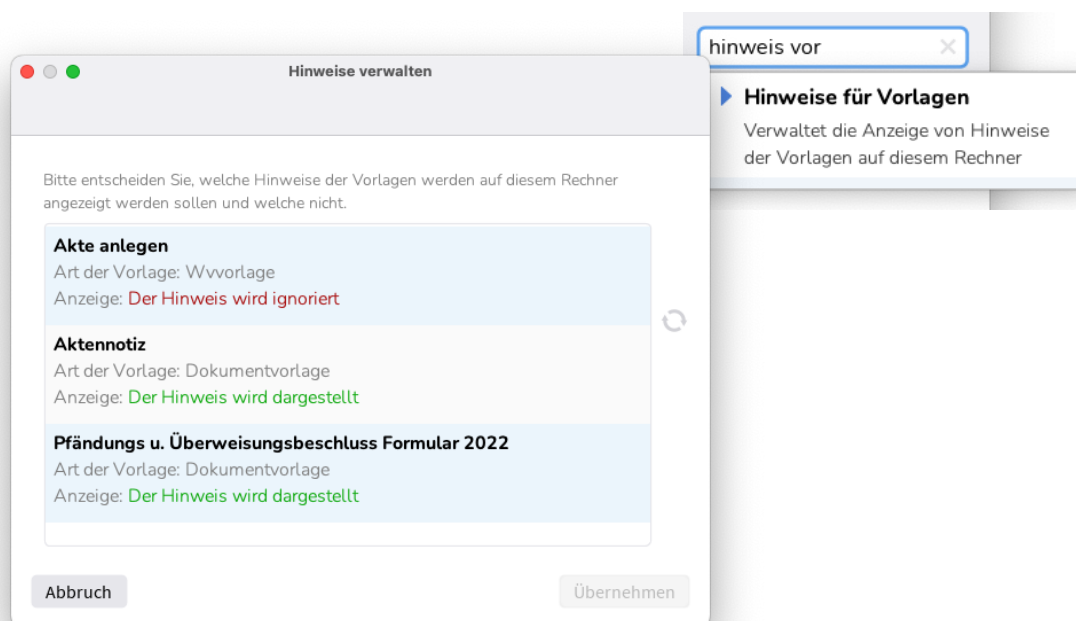 hinweis vor
Hinweise für Vorlagen
Verwaltet die Anzeige von Hinweise
der Vorlagen auf diesem Rechner
Hinweise verwalten
Bitte entscheiden Sie, welche Hinweise der Vorlagen werden auf diesem Rechner
angezeigt werden sollen und welche nicht.
Akte anlegen
Art der Vorlage: Wvvorlage
Anzeige: Der Hinweis wird ignoriert
Aktennotiz
Art der Vorlage: Dokumentvorlage
Anzeige: Der Hinweis wird dargestellt
Pfändungs u. Überweisungsbeschluss Formular 2022
Art der Vorlage: Dokumentvorlage
Anzeige: Der Hinweis wird dargestellt
Abbruch
Übernehmen